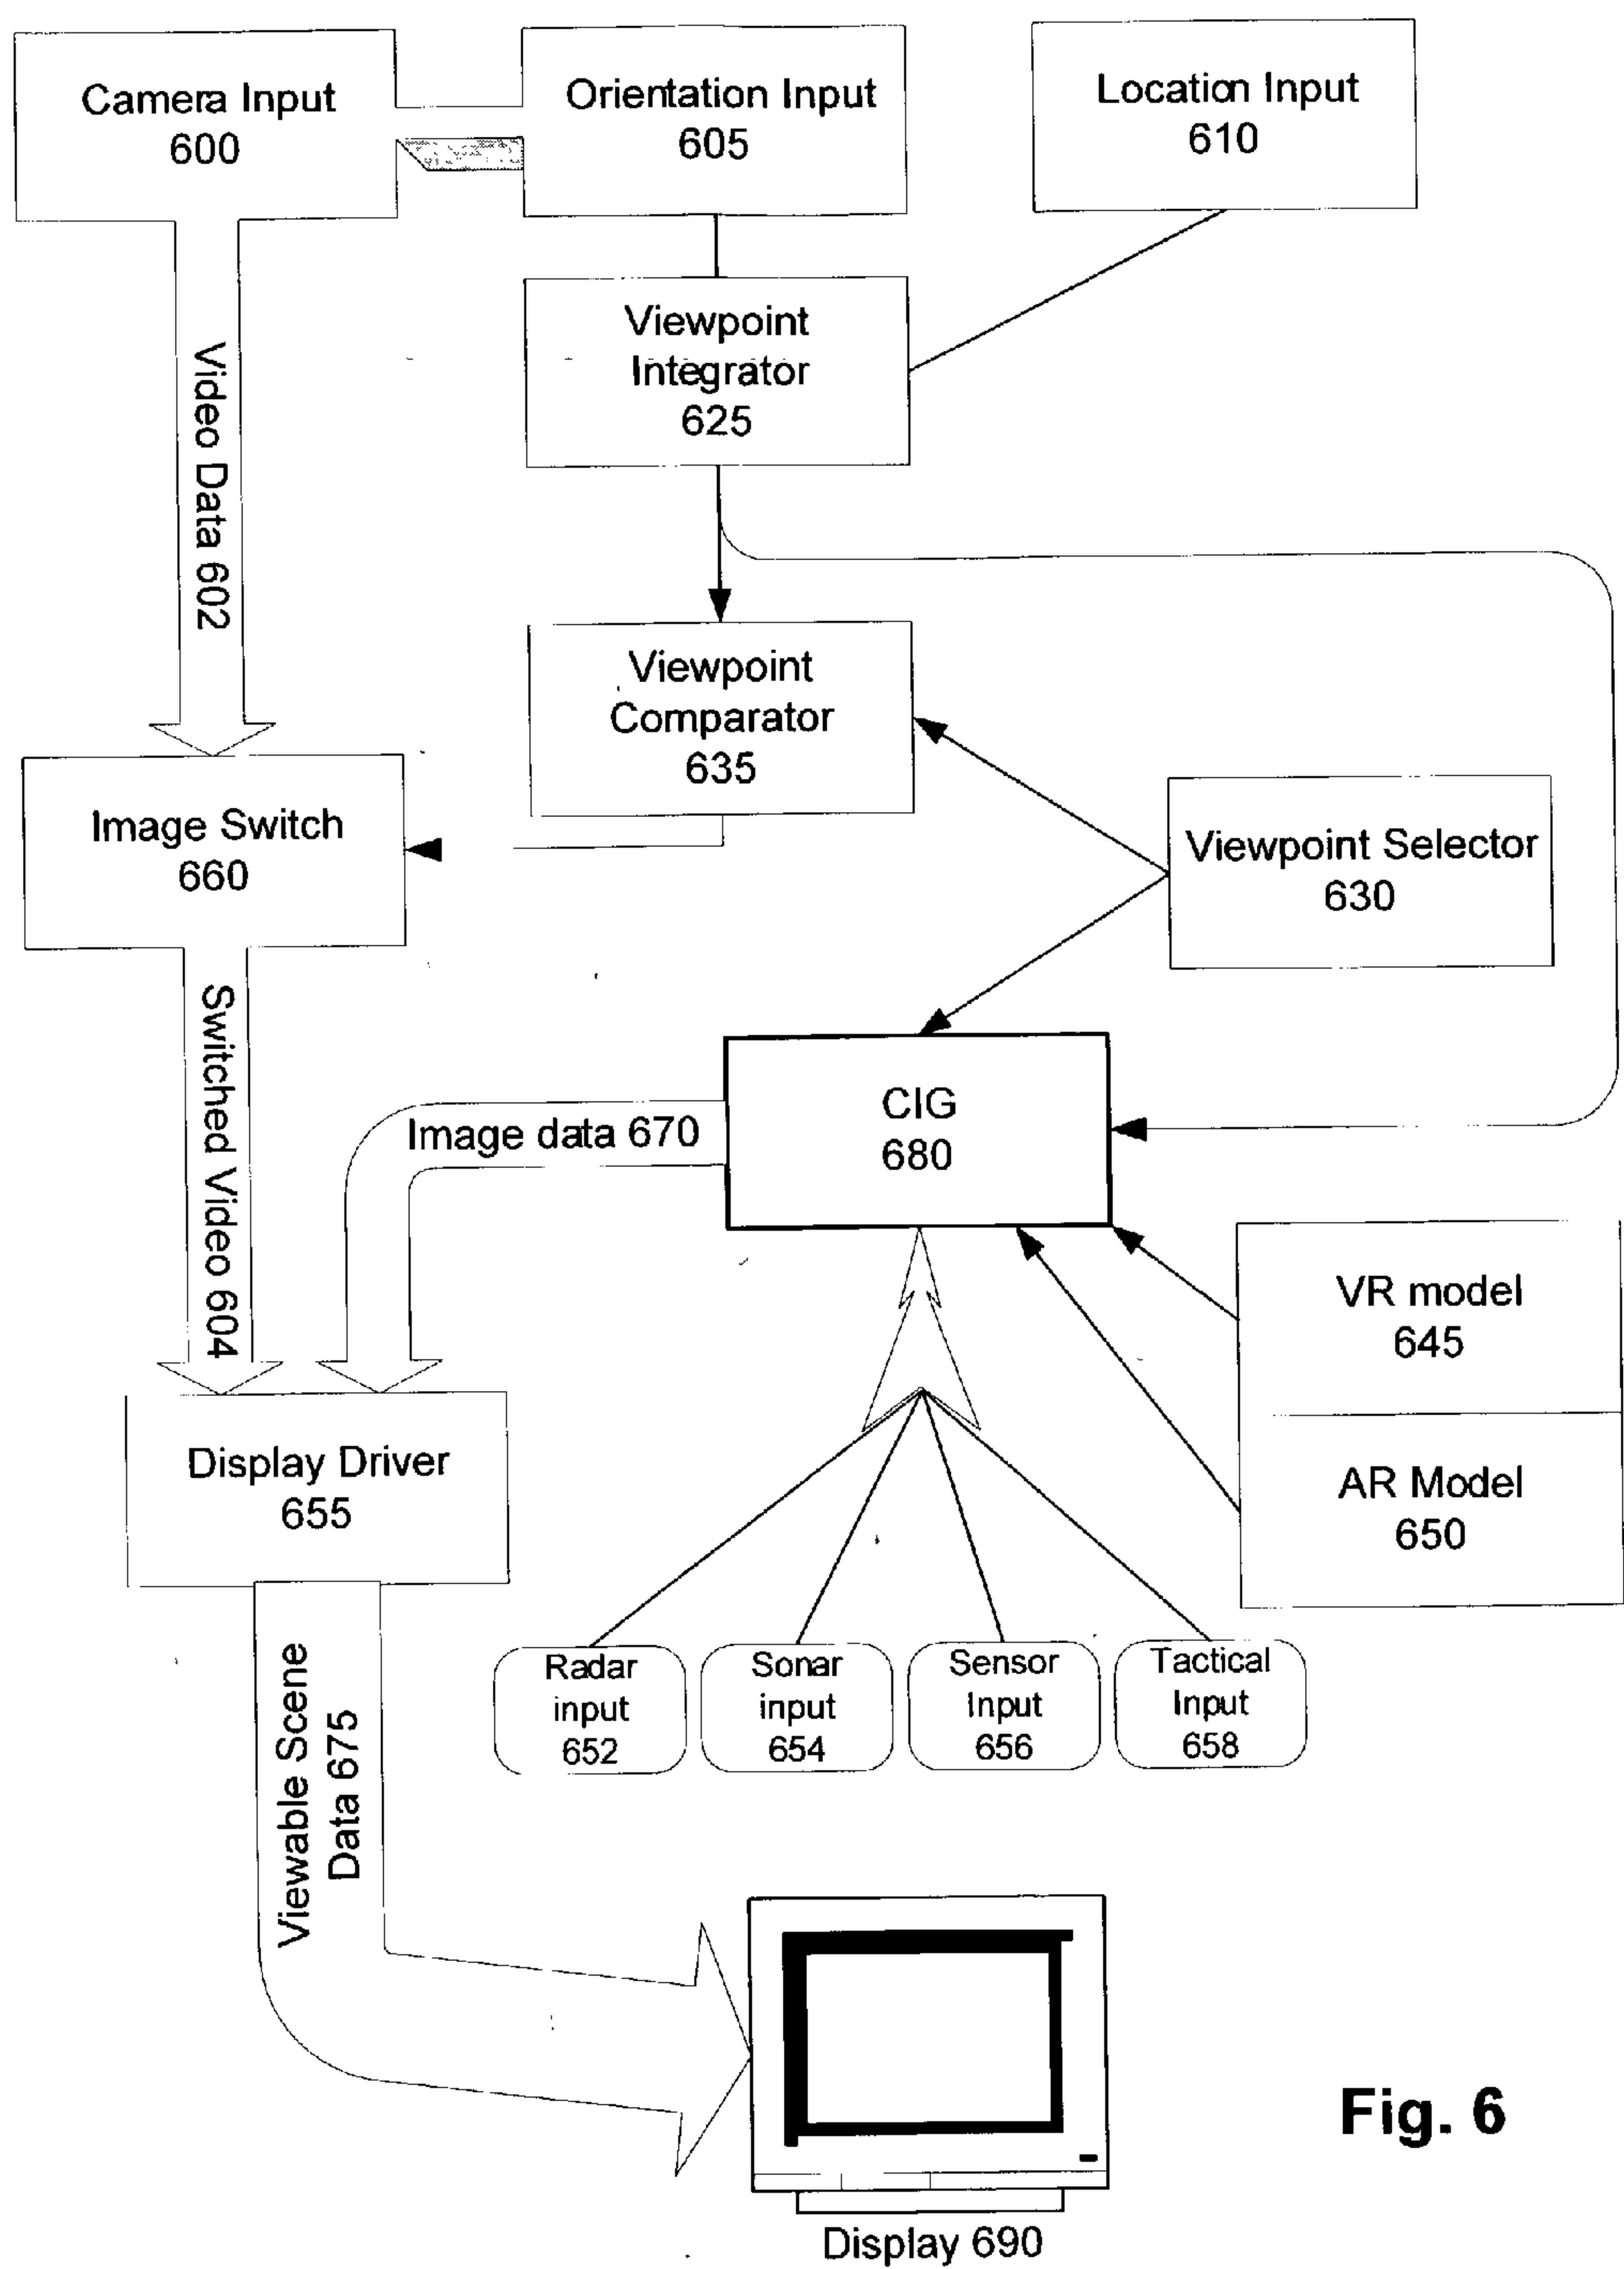 Camera Input
600
Orientation Input
605
Location Input
610
Viewpoint
Integrator
625
Video Data 602
Viewpoint
Comparator
635
Image Switch
660
Viewpoint Selector
630
Switched Video 604
CIG
680
Image data 670
VR model
645
AR Model
650
Display Driver
655
Radar
input
652
Sonar
input
654
Sensor
Input
656
Tactical
Input
658
Viewable Scene
Data 675
Display 690
Fig. 6